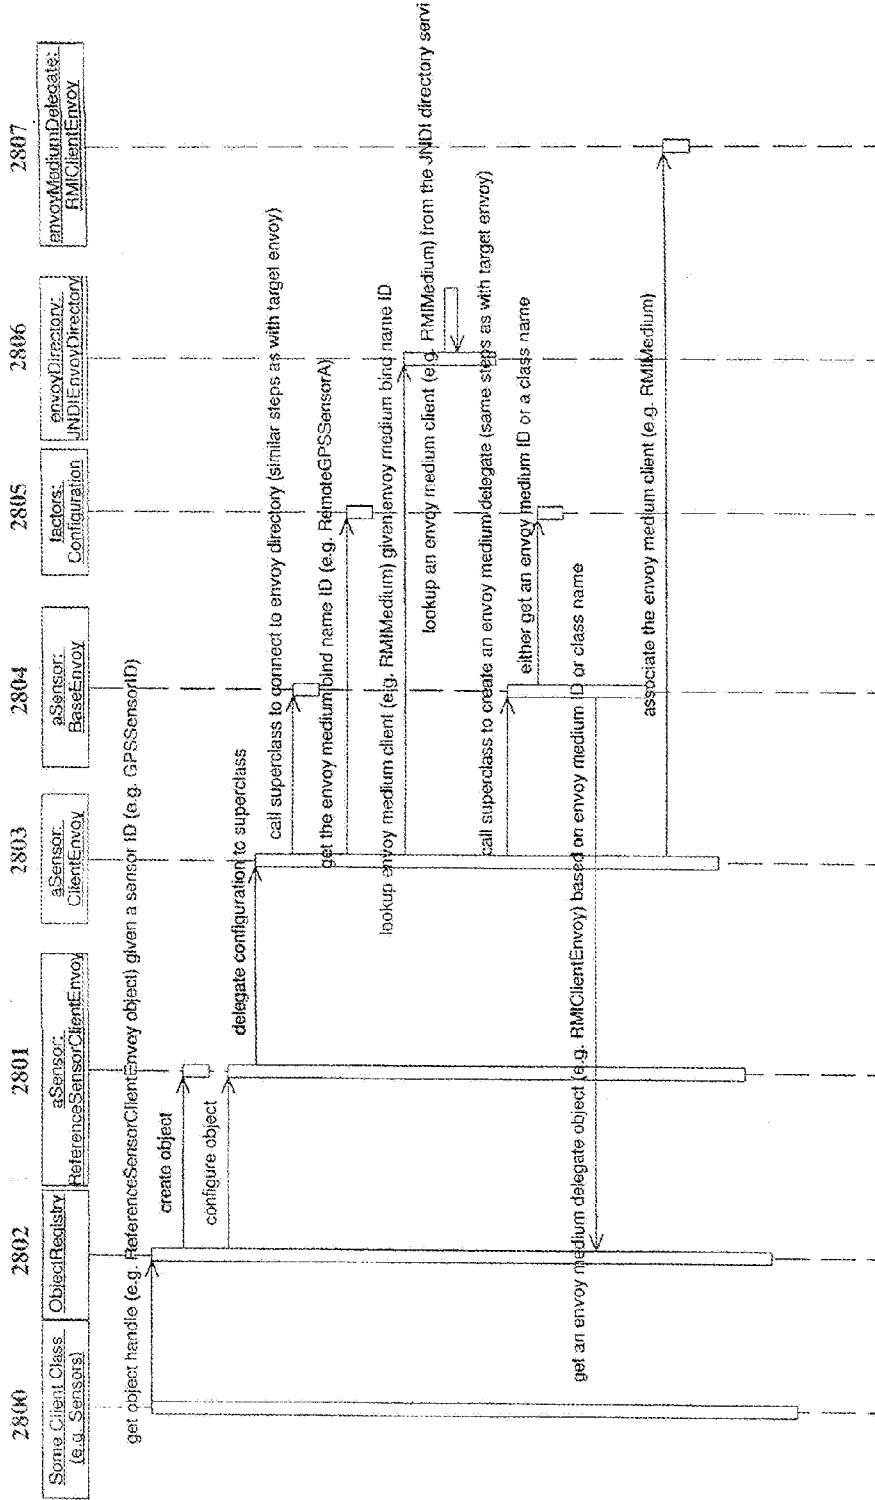 2800
Some Client Class
(e.g. Sensors)
2802
ObjectRegistry
2801
aSensor:
ReferenceSensorClientEnvoy
2803
aSensor:
ClientEnvoy
2804
aSensor:
BaseEnvoy
2805
factors:
Configuration
2806
envoyDirectory:
JNDIEnvoyDirectory
2807
envoyMediumDelegate:
RMIClientEnvoy
get object handle (e.g. ReferenceSensorClientEnvoy object) given a sensor ID (e.g. GPSSensorID)
create object
configure object
delegate configuration to superclass
call superclass to connect to envoy directory (similar steps as with target envoy)
get the envoy medium bind name ID (e.g. RemoteGPSSensorA)
lookup envoy medium client (e.g. RMIMedium) given envoy medium bind name ID
lookup an envoy medium client (e.g. RMIMedium) from the JNDI directory servi
call superclass to create an envoy medium delegate (same steps as with target envoy)
either get an envoy medium ID or a class name
get an envoy medium delegate object (e.g. RMIClientEnvoy) based on envoy medium ID or class name
associate the envoy medium client (e.g. RMIMedium)